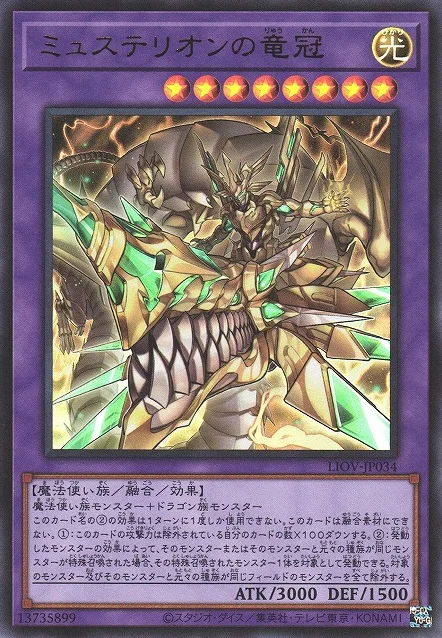 ミュステリオンの竜冠
光
LIOV-JP034
【魔法使い族／融合／効果】
魔法使い族モンスター＋ドラゴン族モンスター
このカード名の②の効果は1ターンに1度しか使用できない。このカードは融合素材にで
きない。①：このカードの攻撃力は除外されている自分のカードの数×100ダウンする。②：発動
したモンスターの効果によって、そのモンスターまたはそのモンスターと元々の種族が同じモン
スターが特殊召喚された場合、その特殊召喚されたモンスター1体を対象として発動できる。対象
のモンスター及びそのモンスターと元々の種族が同じフィールドのモンスターを全て除外する。
ATK/3000 DEF/1500
13735899
©スタジオ・ダイス／集英社・テレビ東京・KONAMI